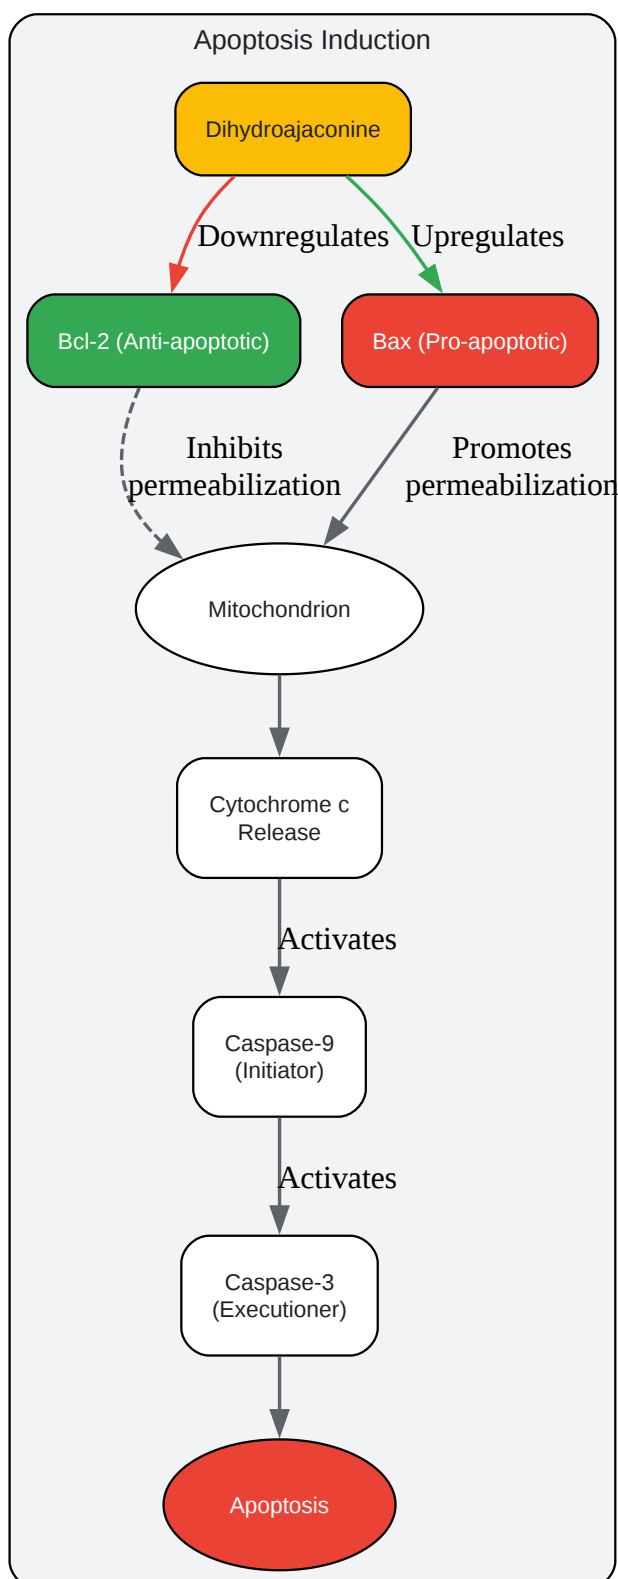 Apoptosis Induction
Dihydroajaconine
Downregulates
Upregulates
Bcl-2 (Anti-apoptotic)
Bax (Pro-apoptotic)
Inhibits
permeabilization
Promotes
permeabilization
Mitochondrion
Cytochrome c
Release
Activates
Caspase-9
(Initiator)
Activates
Caspase-3
(Executioner)
Apoptosis